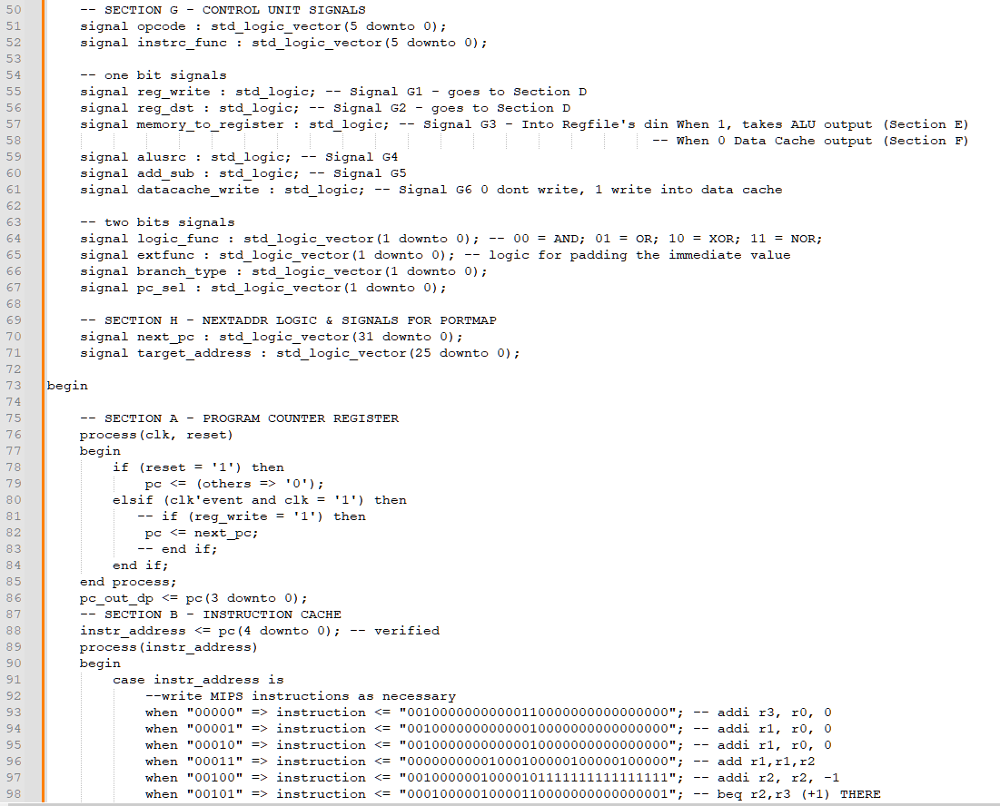 50 -- SECTION G - CONTROL UNIT SIGNALS
51 signal opcode : std_logic_vector(5 downto 0);
52 signal instrc_func : std_logic_vector(5 downto 0);
53
54 -- one bit signals
55 signal reg_write : std_logic; -- Signal G1 - goes to Section D
56 signal reg_dst : std_logic; -- Signal G2 - goes to Section D
57 signal memory_to_register : std_logic; -- Signal G3 - Into Regfile's din When 1, takes ALU output (Section E)
58 -- When 0 Data Cache output (Section F)
59 signal alusrc : std_logic; -- Signal G4
60 signal add_sub : std_logic; -- Signal G5
61 signal datacache_write : std_logic; -- Signal G6 0 dont write, 1 write into data cache
62
63 -- two bits signals
64 signal logic_func : std_logic_vector(1 downto 0); -- 00 = AND; 01 = OR; 10 = XOR; 11 = NOR;
65 signal extfunc : std_logic_vector(1 downto 0); -- logic for padding the immediate value
66 signal branch_type : std_logic_vector(1 downto 0);
67 signal pc_sel : std_logic_vector(1 downto 0);
68
69 -- SECTION H - NEXTADDR LOGIC & SIGNALS FOR PORTMAP
70 signal next_pc : std_logic_vector(31 downto 0);
71 signal target_address : std_logic_vector(25 downto 0);
72
73 begin
74
75 -- SECTION A - PROGRAM COUNTER REGISTER
76 process(clk, reset)
77 begin
78 if (reset = '1') then
79 pc <= (others => '0');
80 elsif (clk'event and clk = '1') then
81 -- if (reg_write = '1') then
82 pc <= next_pc;
83 -- end if;
84 end if;
85 end process;
86 pc_out_dp <= pc(3 downto 0);
87 -- SECTION B - INSTRUCTION CACHE
88 instr_address <= pc(4 downto 0); -- verified
89 process(instr_address)
90 begin
91 case instr_address is
92 --write MIPS instructions as necessary
93 when "00000" => instruction <= "00100000000000110000000000000000"; -- addi r3, r0, 0
94 when "00001" => instruction <= "00100000000000010000000000000000"; -- addi r1, r0, 0
95 when "00010" => instruction <= "00100000000000010000000000000000"; -- addi r1, r0, 0
96 when "00011" => instruction <= "00000000001000100000100000100000"; -- add r1,r1,r2
97 when "00100" => instruction <= "00100000010000101111111111111111"; -- addi r2, r2, -1
98 when "00101" => instruction <= "00010000010000110000000000000001"; -- beq r2,r3 (+1) THERE